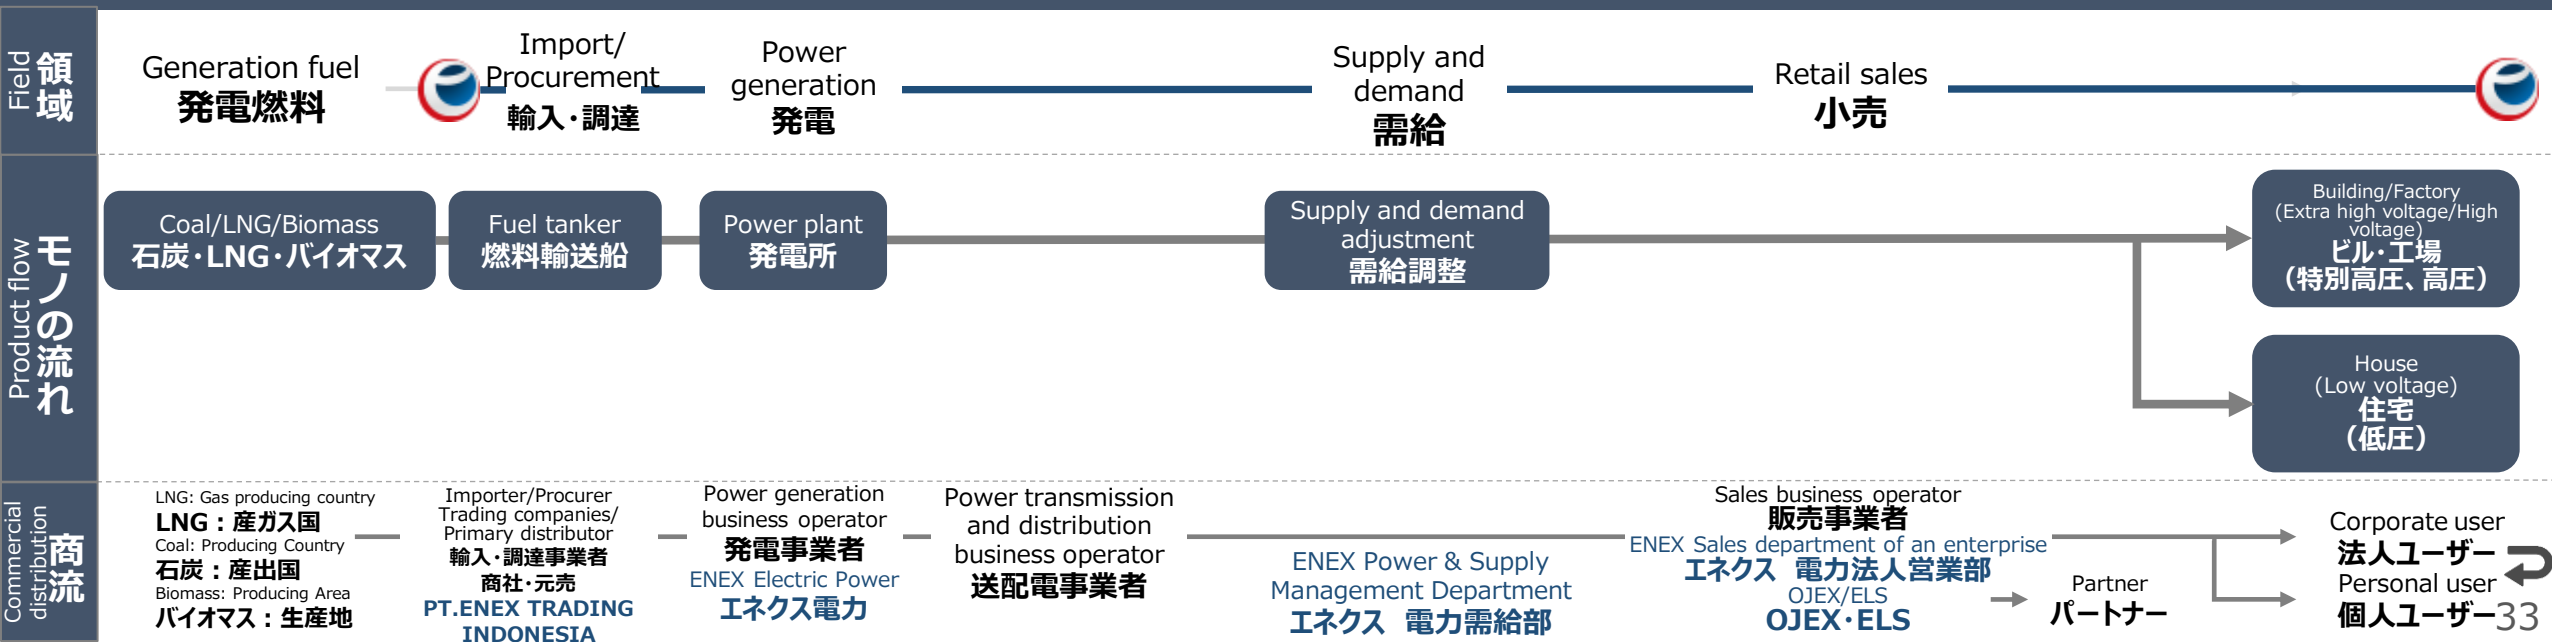 Field
領域
Generation fuel
発電燃料
Import/
Procurement
輸入・調達
Power
generation
発電
Supply and
demand
需給
Retail sales
小売
Product flow
モノの流れ
Coal/LNG/Biomass
石炭・LNG・バイオマス
Fuel tanker
燃料輸送船
Power plant
発電所
Supply and demand
adjustment
需給調整
Building/Factory
(Extra high voltage/High
voltage)
ビル・工場
（特別高圧、高圧）
House
(Low voltage)
住宅
（低圧）
Commercial
distribution
商流
LNG: Gas producing country
LNG：産ガス国
Coal: Producing Country
石炭：産出国
Biomass: Producing Area
バイオマス：生産地
Importer/Procurer
Trading companies/
Primary distributor
輸入・調達事業者
商社・元売
PT.ENEX TRADING
INDONESIA
Power generation
business operator
発電事業者
ENEX Electric Power
エネクス電力
Power transmission
and distribution
business operator
送配電事業者
ENEX Power & Supply
Management Department
エネクス 電力需給部
Sales business operator
販売事業者
ENEX Sales department of an enterprise
エネクス 電力法人営業部
OJEX/ELS
OJEX・ELS
Partner
パートナー
Corporate user
法人ユーザー
Personal user
個人ユーザー
33